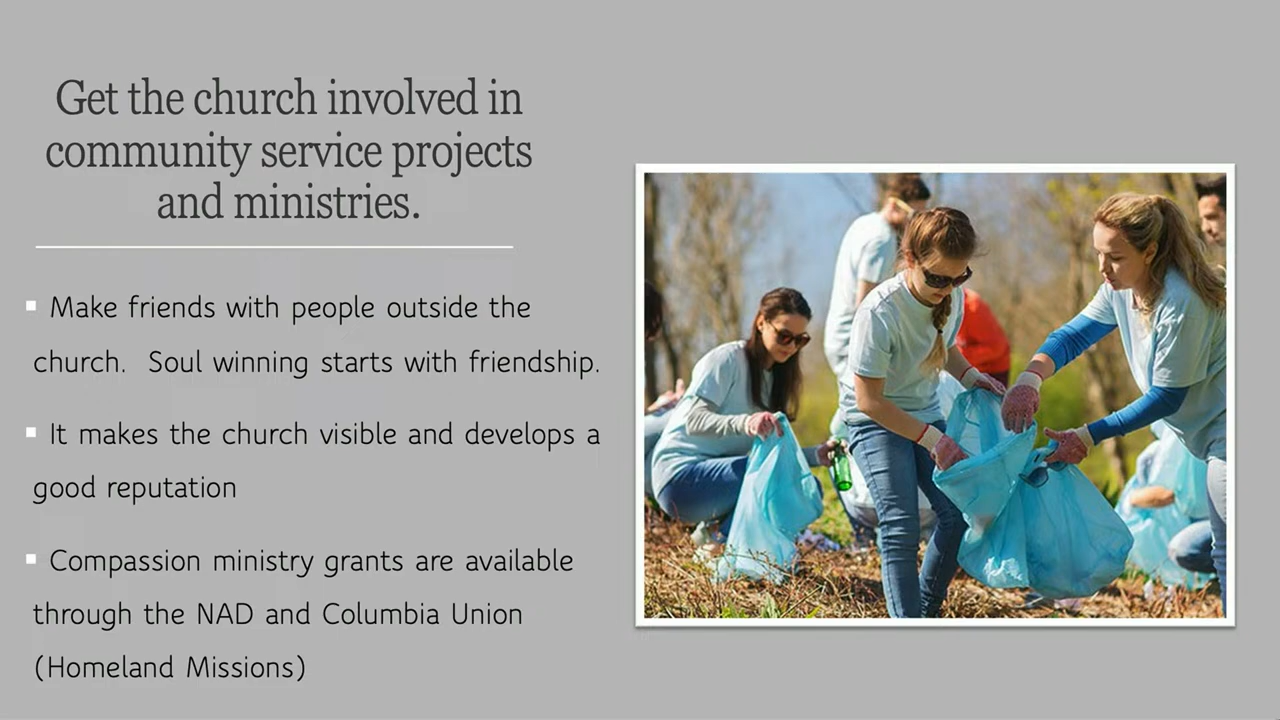 Get the church involved in
community service projects
and ministries.
▪ Make friends with people outside the
church.  Soul winning starts with friendship.
▪ It makes the church visible and develops a
good reputation
▪ Compassion ministry grants are available
through the NAD and Columbia Union
(Homeland Missions)